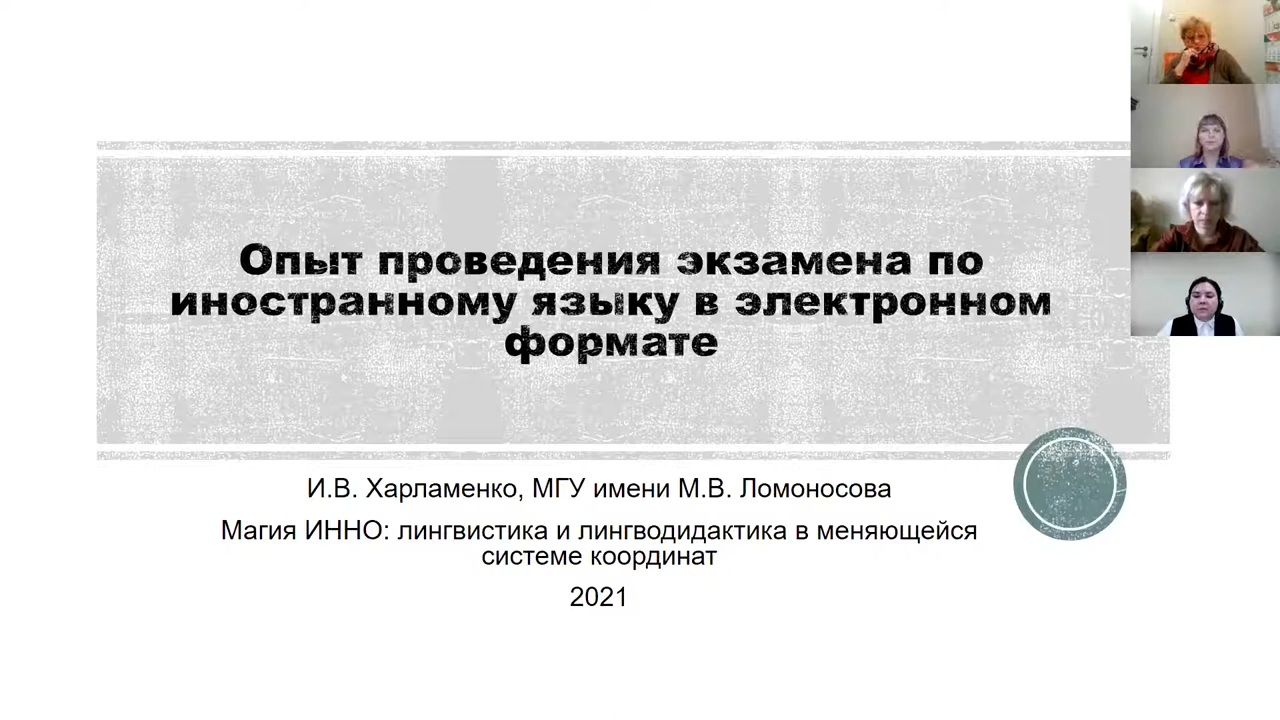 Опыт проведения экзамена по
иностранному языку в электронном
формате
И.В. Харламенко, МГУ имени М.В. Ломоносова
Магия ИННО: лингвистика и лингводидактика в меняющейся
системе координат
2021